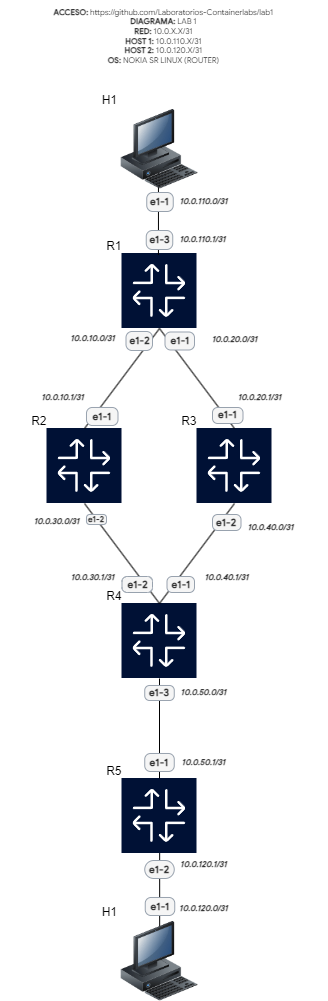 ACCESO: https://github.com/Laboratorios-Containerlabs/lab1
DIAGRAMA: LAB 1
RED: 10.0.X.X/31
HOST 1: 10.0.110.X/31
HOST 2: 10.0.120.X/31
OS: NOKIA SR LINUX (ROUTER)
H1
e1-1 10.0.110.0/31
e1-3 10.0.110.1/31
R1
10.0.10.0/31 e1-2 e1-1 10.0.20.0/31
10.0.10.1/31 10.0.20.1/31
e1-1 e1-1
R2 R3
10.0.30.0/31 e1-2 e1-2 10.0.40.0/31
10.0.30.1/31 e1-2 e1-1 10.0.40.1/31
R4
e1-3 10.0.50.0/31
e1-1 10.0.50.1/31
R5
e1-2 10.0.120.1/31
e1-1 10.0.120.0/31
H1